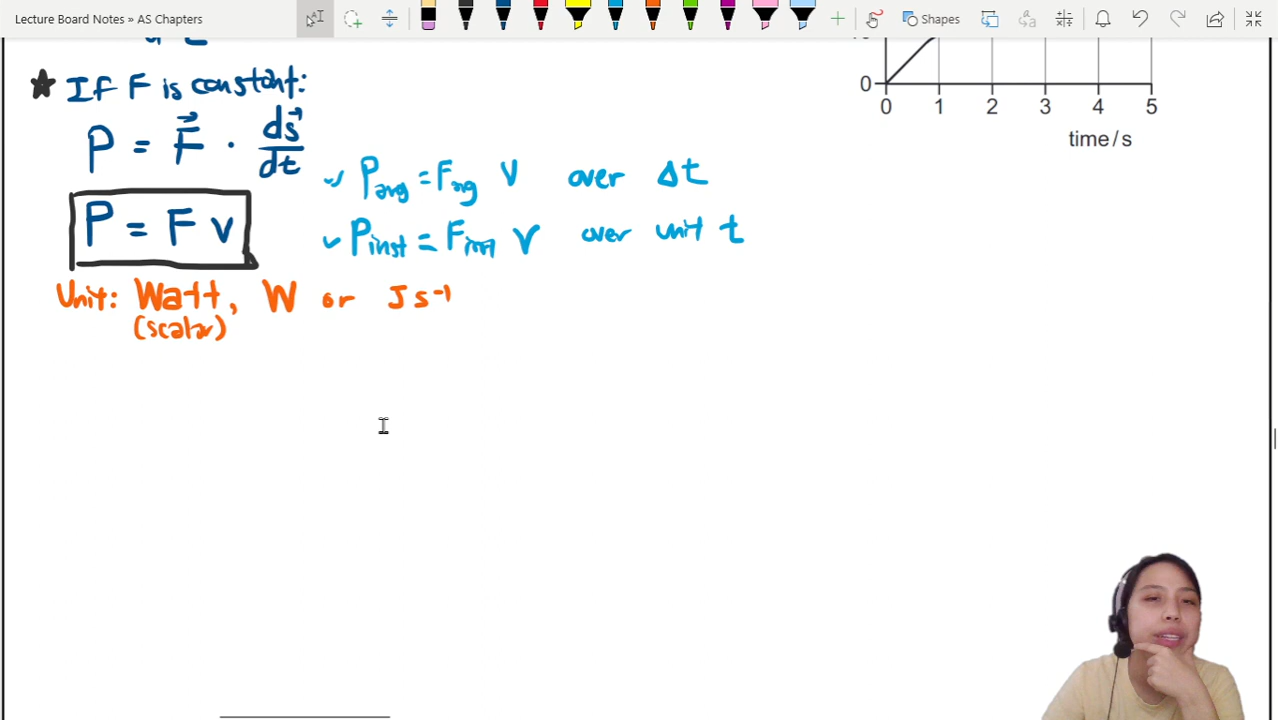 Lecture Board Notes » AS Chapters
Shapes
★ If F is constant:
P = F⃗ · ds⃗/dt
P = F v
✓ Pavg = Favg V over Δt
✓ Pinst = Finst V over unit t
Unit: Watt, W or J s⁻¹
(scalar)
0
0 1 2 3 4 5
time/s